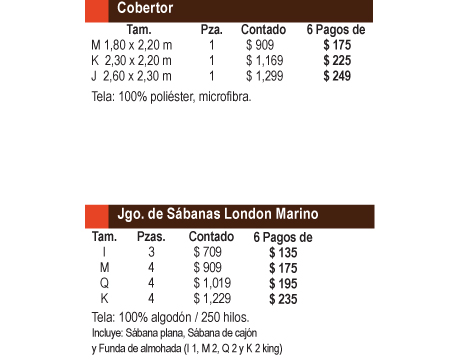 Cobertor
Tam. Pza. Contado 6 Pagos de
M 1,80 x 2,20 m 1 $ 909 $ 175
K 2,30 x 2,20 m 1 $ 1,169 $ 225
J 2,60 x 2,30 m 1 $ 1,299 $ 249
Tela: 100% poliéster, microfibra.
Jgo. de Sábanas London Marino
Tam. Pzas. Contado 6 Pagos de
I 3 $ 709 $ 135
M 4 $ 909 $ 175
Q 4 $ 1,019 $ 195
K 4 $ 1,229 $ 235
Tela: 100% algodón / 250 hilos.
Incluye: Sábana plana, Sábana de cajón
y Funda de almohada (I 1, M 2, Q 2 y K 2 king)